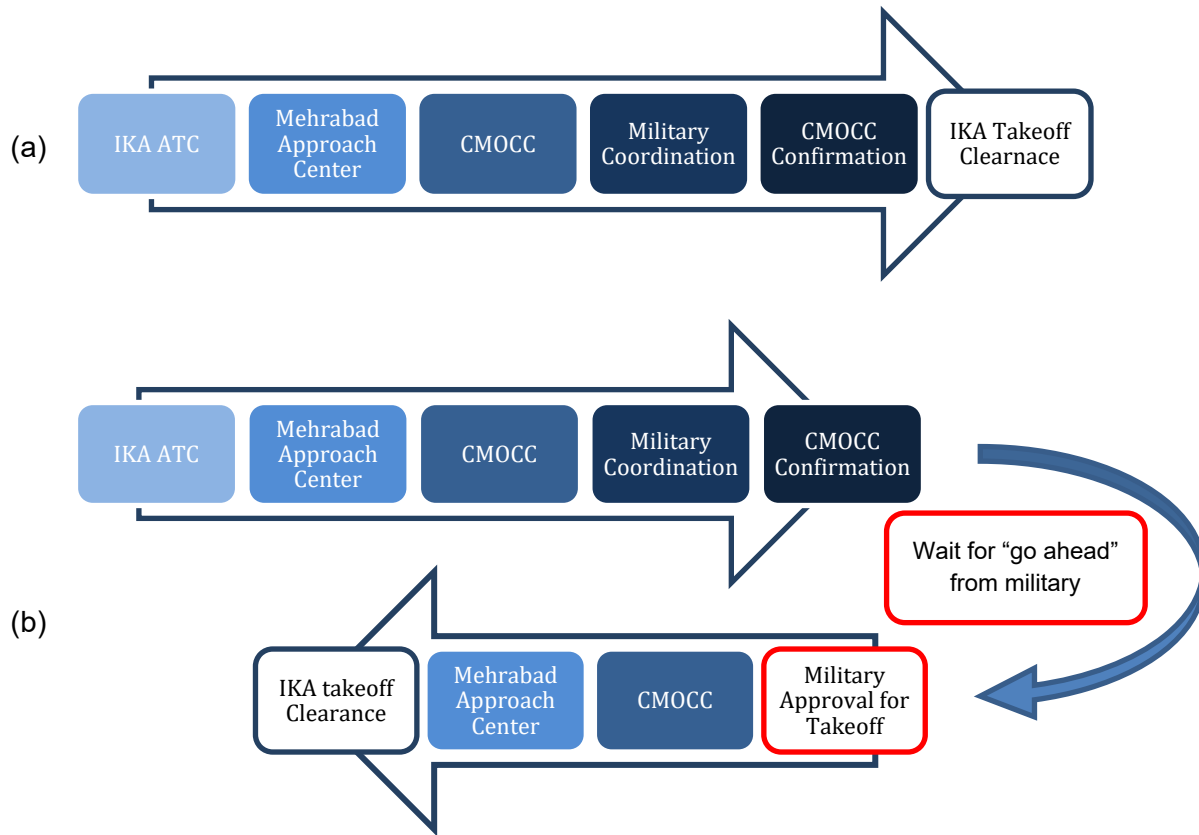 (a)
IKA ATC
Mehrabad
Approach
Center
CMOCC
Military
Coordination
CMOCC
Confirmation
IKA Takeoff
Clearnace
(b)
IKA ATC
Mehrabad
Approach
Center
CMOCC
Military
Coordination
CMOCC
Confirmation
Wait for “go ahead”
from military
IKA takeoff
Clearance
Mehrabad
Approach
Center
CMOCC
Military
Approval for
Takeoff